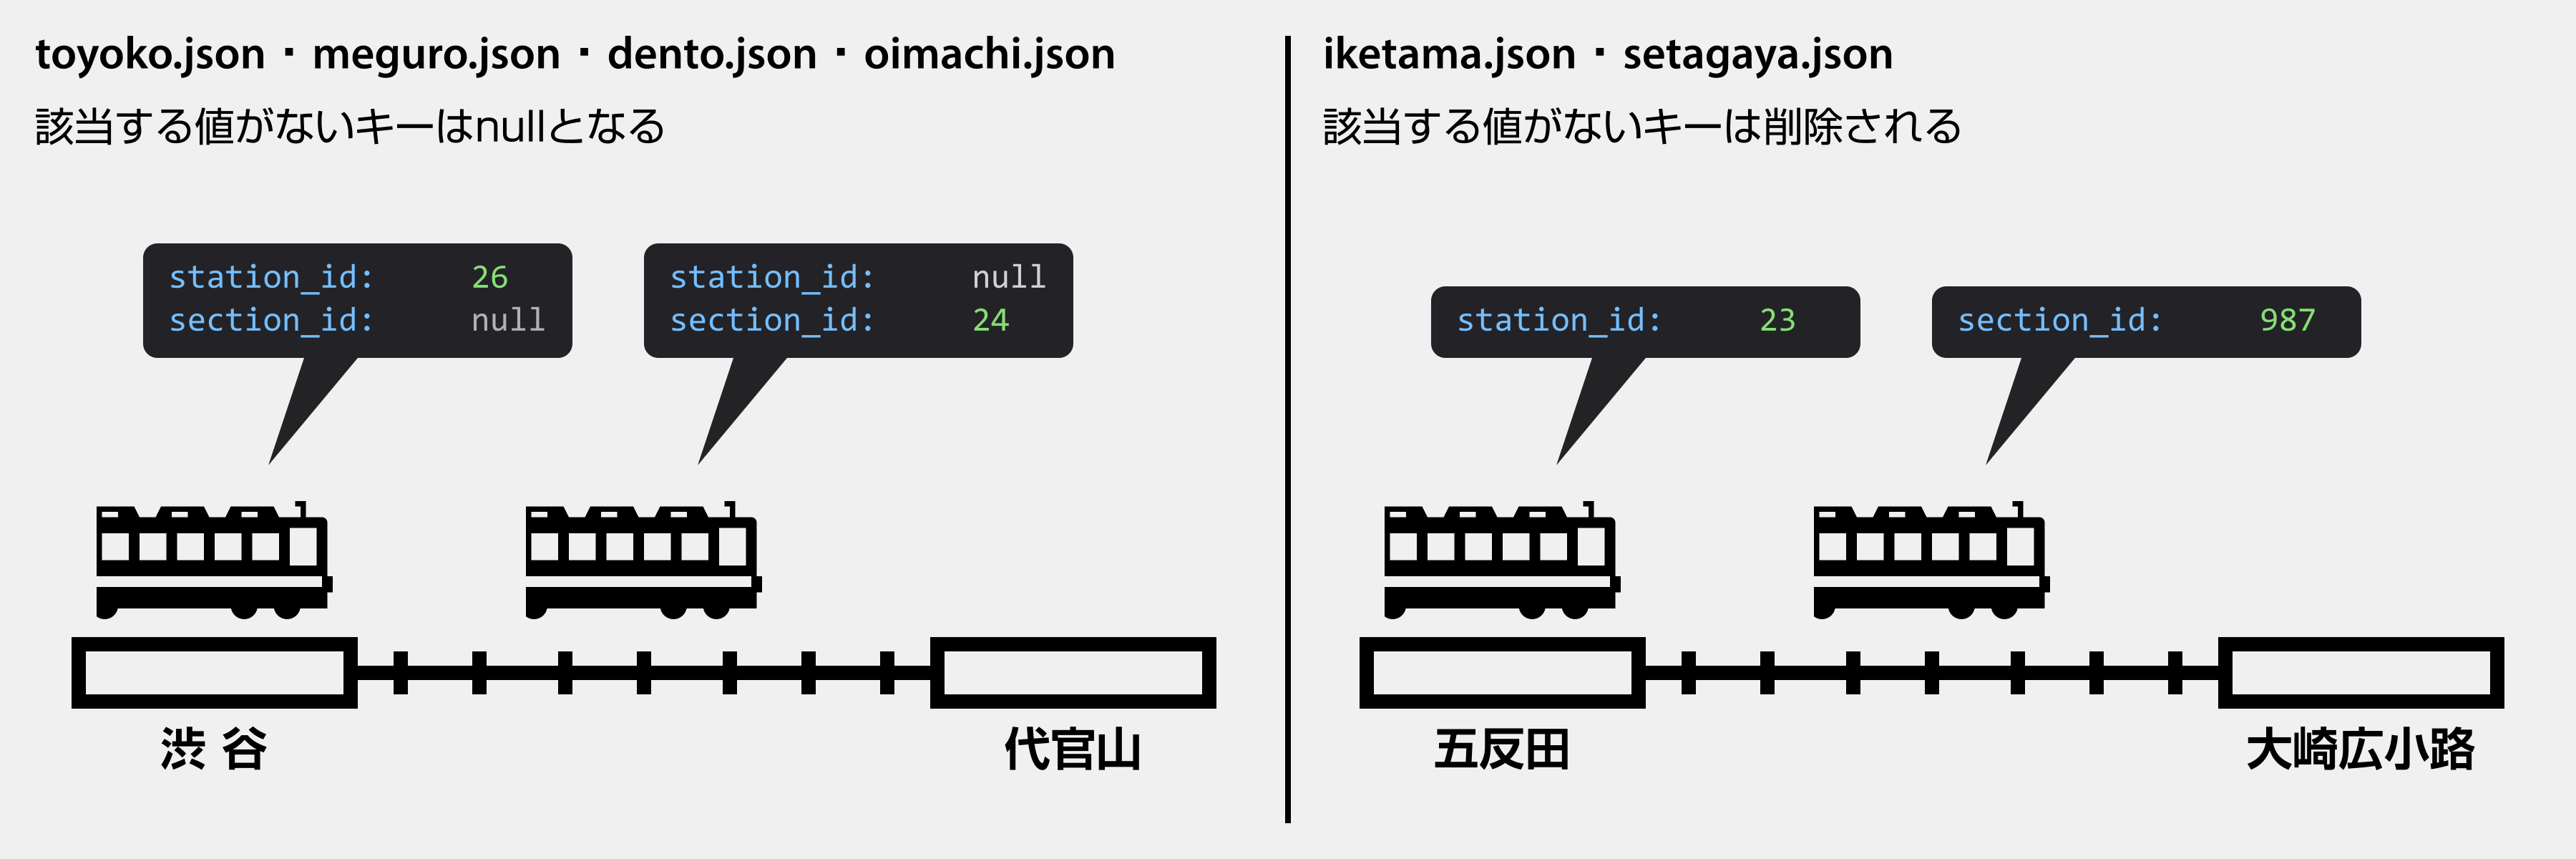 toyoko.json・meguro.json・dento.json・oimachi.json
該当する値がないキーはnullとなる
station_id: 26
section_id: null
station_id: null
section_id: 24
渋 谷
代官山
iketama.json・setagaya.json
該当する値がないキーは削除される
station_id: 23
section_id: 987
五反田
大崎広小路